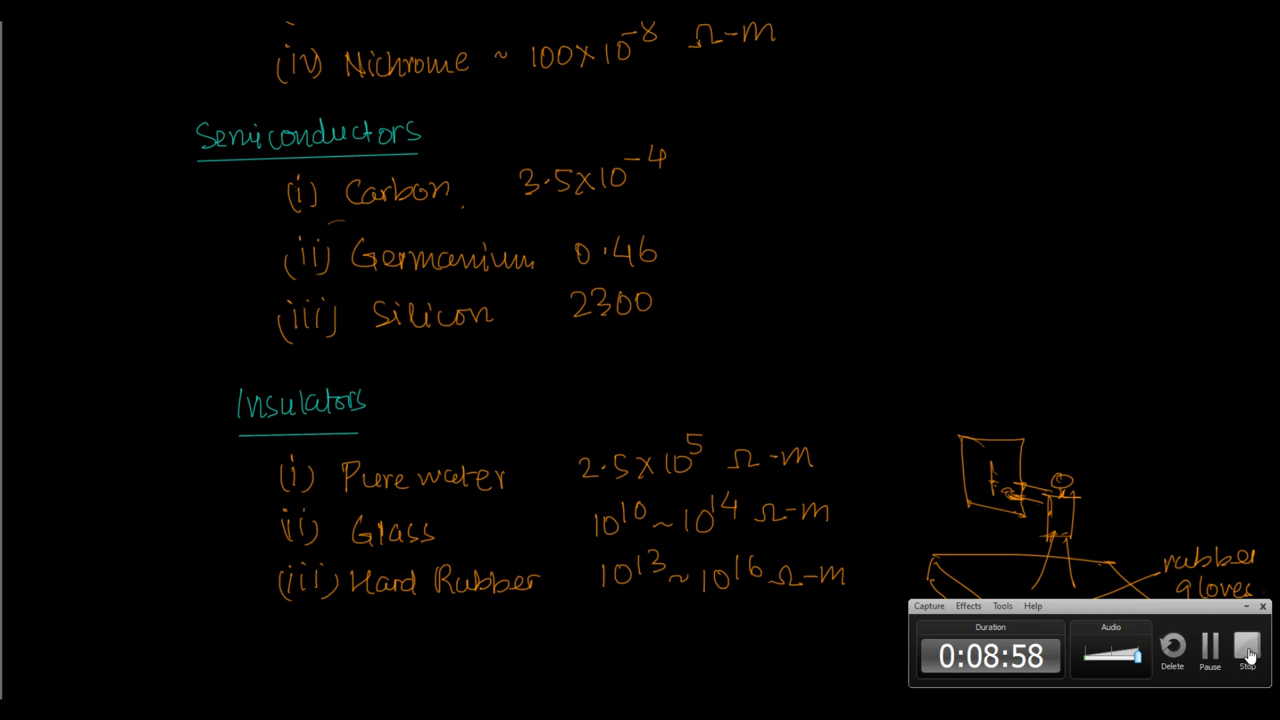 (iv) Nichrome ~ 100×10⁻⁸ Ω-m
Semiconductors
(i) Carbon. 3.5×10⁻⁴
(ii) Germanium 0.46
(iii) Silicon 2300
Insulators
(i) Pure water 2.5×10⁵ Ω-m
(ii) Glass 10¹⁰~10¹⁴ Ω-m
(iii) Hard Rubber 10¹³~10¹⁶ Ω-m
rubber
gloves
Capture Effects Tools Help
Duration Audio
0:08:58
Delete Pause Stop